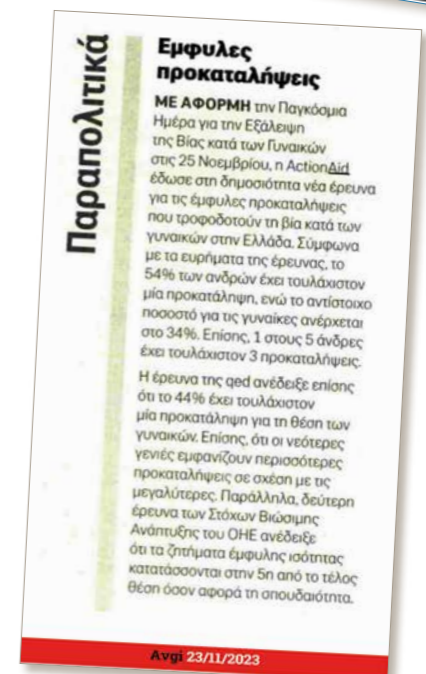 Παραπολιτικά
Εμφυλες
προκαταλήψεις
ΜΕ ΑΦΟΡΜΗ την Παγκόσμια
Ημέρα για την Εξάλειψη
της Βίας κατά των Γυναικών
στις 25 Νοεμβρίου, η ActionAid
έδωσε στη δημοσιότητα νέα έρευνα
για τις έμφυλες προκαταλήψεις
που τροφοδοτούν τη βία κατά των
γυναικών στην Ελλάδα. Σύμφωνα
με τα ευρήματα της έρευνας, το
54% των ανδρών έχει τουλάχιστον
μία προκατάληψη, ενώ το αντίστοιχο
ποσοστό για τις γυναίκες ανέρχεται
στο 34%. Επίσης, 1 στους 5 άνδρες
έχει τουλάχιστον 3 προκαταλήψεις.
Η έρευνα της qed ανέδειξε επίσης
ότι το 44% έχει τουλάχιστον
μία προκατάληψη για τη θέση των
γυναικών. Επίσης, ότι οι νεότερες
γενιές εμφανίζουν περισσότερες
προκαταλήψεις σε σχέση με τις
μεγαλύτερες. Παράλληλα, δεύτερη
έρευνα των Στόχων Βιώσιμης
Ανάπτυξης του ΟΗΕ ανέδειξε
ότι τα ζητήματα έμφυλης ισότητας
κατατάσσονται στην 5η από το τέλος
θέση όσον αφορά τη σπουδαιότητα.
Avgi 23/11/2023